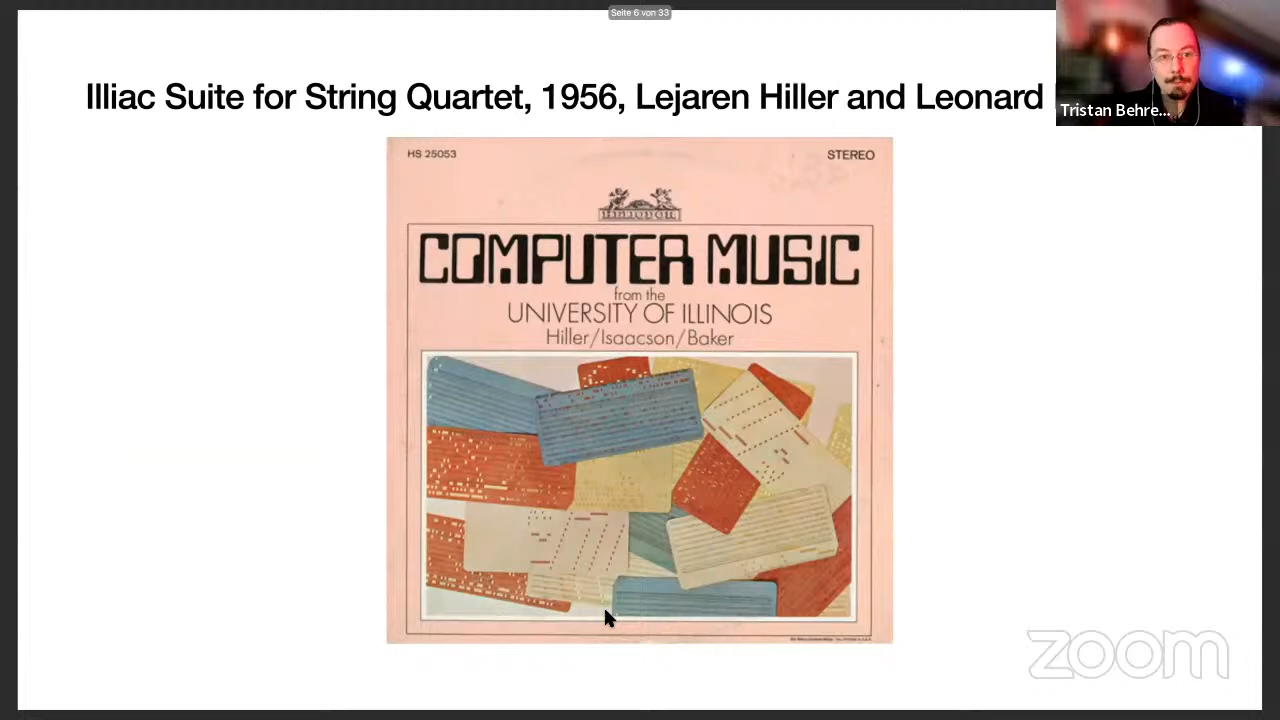 Seite 6 von 33
Illiac Suite for String Quartet, 1956, Lejaren Hiller and Leonard
Tristan Behre...
HS 25053
STEREO
HELIODOR
COMPUTER MUSIC
from the
UNIVERSITY OF ILLINOIS
Hiller/Isaacson/Baker
zoom